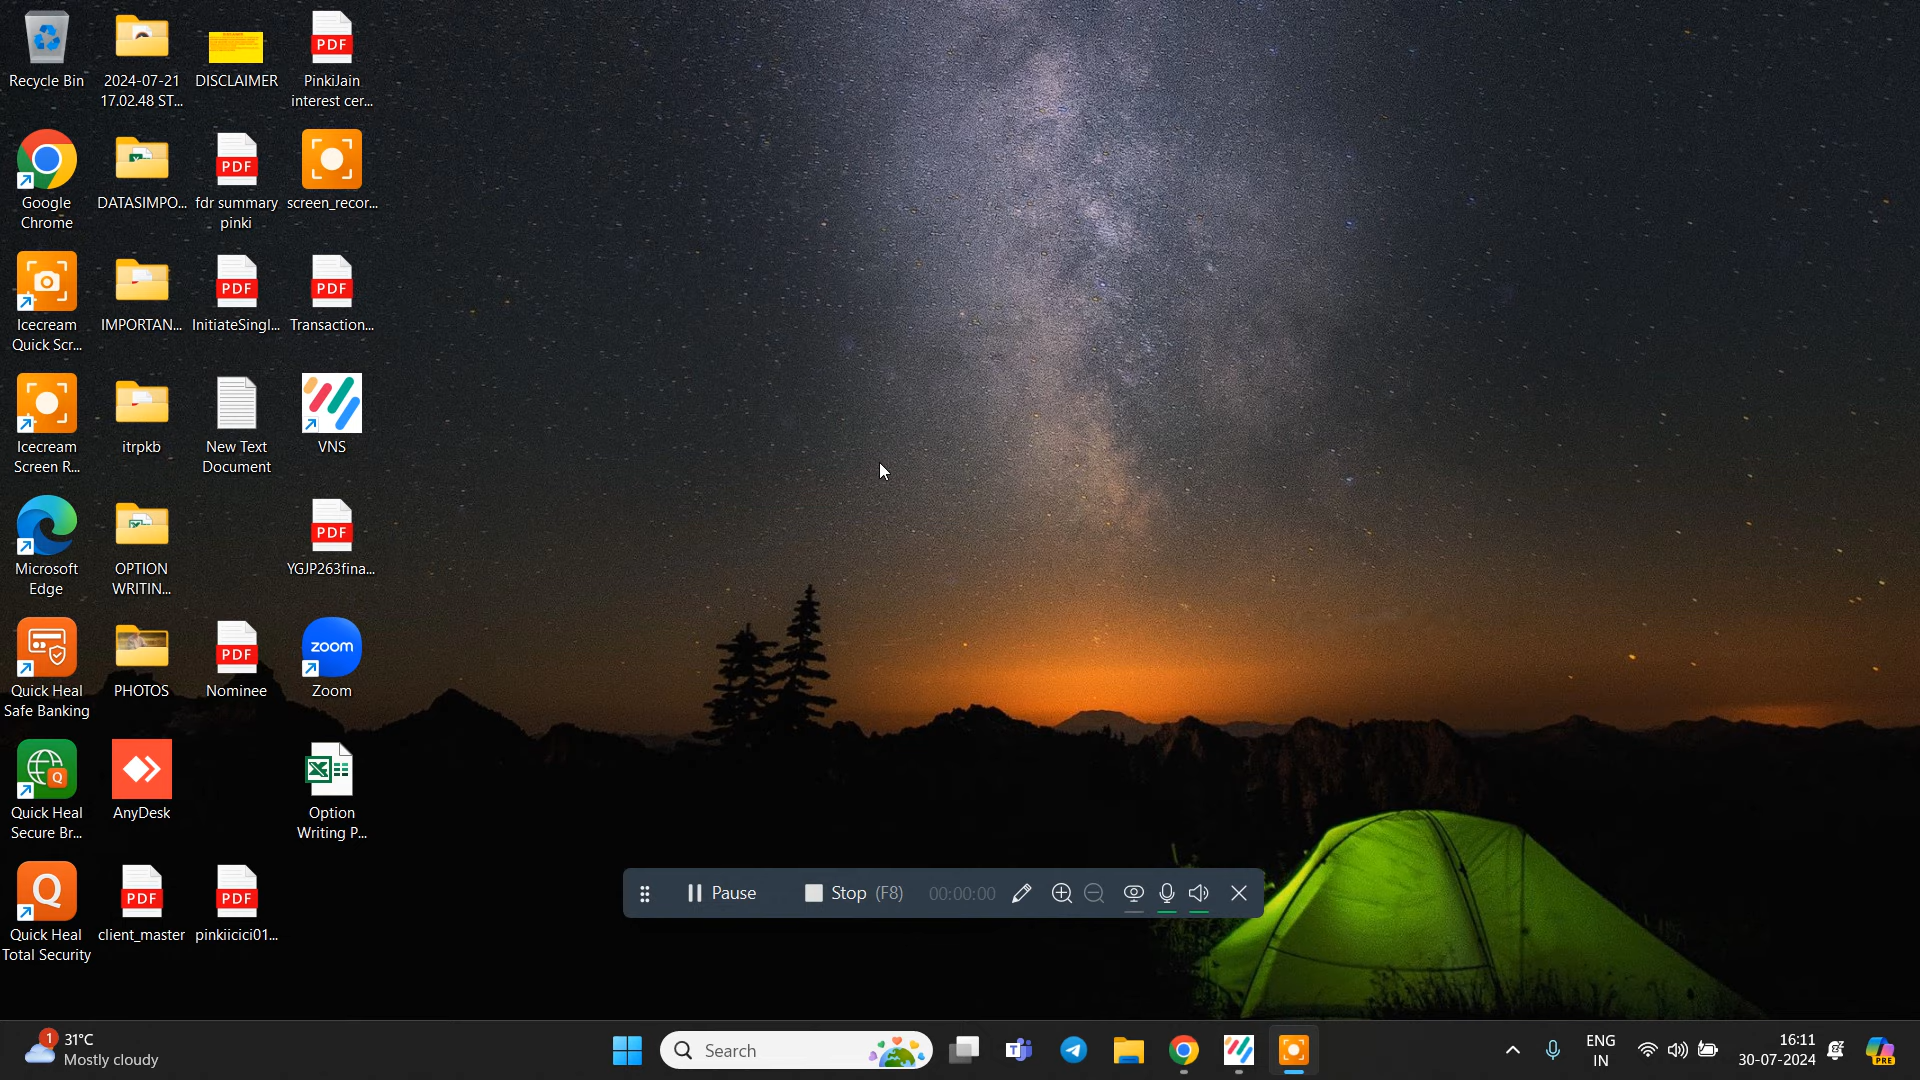 Recycle Bin
2024-07-21
17.02.48 ST...
DISCLAIMER
PDF
PinkiJain
interest cer...
Google
Chrome
DATASIMPO...
PDF
fdr summary
pinki
screen_recor...
Icecream
Quick Scr...
IMPORTAN...
PDF
InitiateSingl...
PDF
Transaction...
Icecream
Screen R...
itrpkb
New Text
Document
VNS
Microsoft
Edge
OPTION
WRITIN...
PDF
YGJP263fina...
Quick Heal
Safe Banking
PHOTOS
PDF
Nominee
zoom
Zoom
Quick Heal
Secure Br...
AnyDesk
Option
Writing P...
Quick Heal
Total Security
PDF
client_master
PDF
pinkiicici01...
Pause
Stop (F8)
00:00:00
1
31°C
Mostly cloudy
Search
ENG
IN
16:11
30-07-2024
PRE